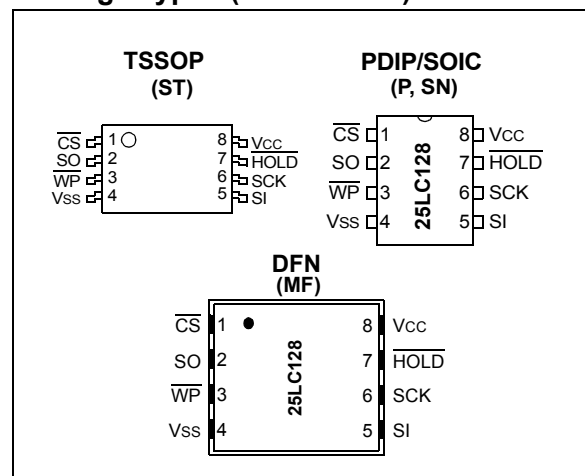 TSSOP
(ST)
CS 1 8 VCC
SO 2 7 HOLD
WP 3 6 SCK
VSS 4 5 SI
PDIP/SOIC
(P, SN)
CS 1 8 VCC
SO 2 7 HOLD
WP 3 6 SCK
VSS 4 5 SI
25LC128
DFN
(MF)
CS 1 8 VCC
SO 2 7 HOLD
WP 3 6 SCK
VSS 4 5 SI
25LC128